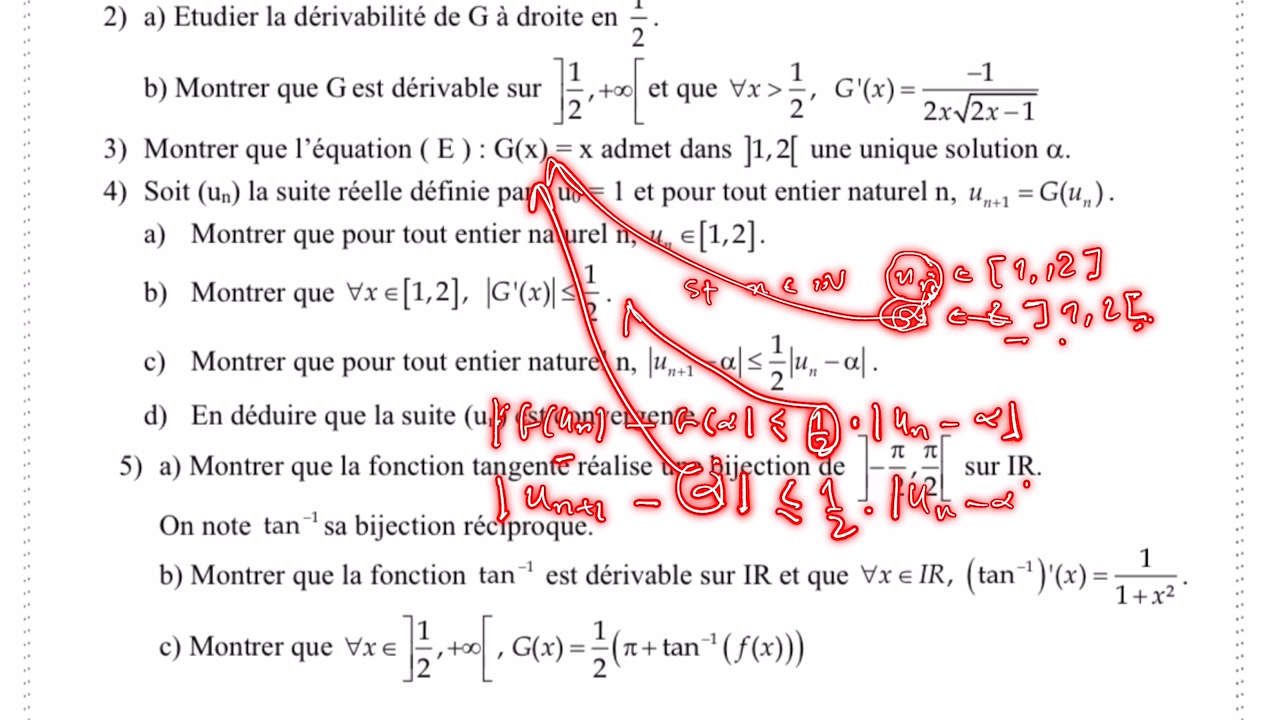 2) a) Etudier la dérivabilité de G à droite en 1/2.
b) Montrer que G est dérivable sur ]1/2, +∞[ et que ∀x > 1/2, G'(x) = -1/(2x√(2x-1))
3) Montrer que l'équation ( E ) : G(x) = x admet dans ]1,2[ une unique solution α.
4) Soit (uₙ) la suite réelle définie par u₀ = 1 et pour tout entier naturel n, uₙ₊₁ = G(uₙ).
a) Montrer que pour tout entier naturel n, uₙ ∈ [1,2].
b) Montrer ∀x ∈ [1,2], |G'(x)| ≤ 1/2.
st n ∈ IN uₙ ∈ [1,2]
α ∈ ]1,2[
c) Montrer que pour tout entier naturel n, |uₙ₊₁ − α| ≤ 1/2 |uₙ − α|.
d) En déduire que la suite (uₙ)
|G(uₙ) − G(α)| ≤ 1/2 · |uₙ − α|
5) a) Montrer que la fonction tangente réalise une bijection de ]−π/2, π/2[ sur IR.
|uₙ₊₁ − α| ≤ 1/2 · |uₙ − α
On note tan⁻¹ sa bijection réciproque.
b) Montrer que la fonction tan⁻¹ est dérivable sur IR et que ∀x ∈ IR, (tan⁻¹)'(x) = 1/(1+x²).
c) Montrer que ∀x ∈ ]1/2, +∞[, G(x) = 1/2(π + tan⁻¹(f(x)))